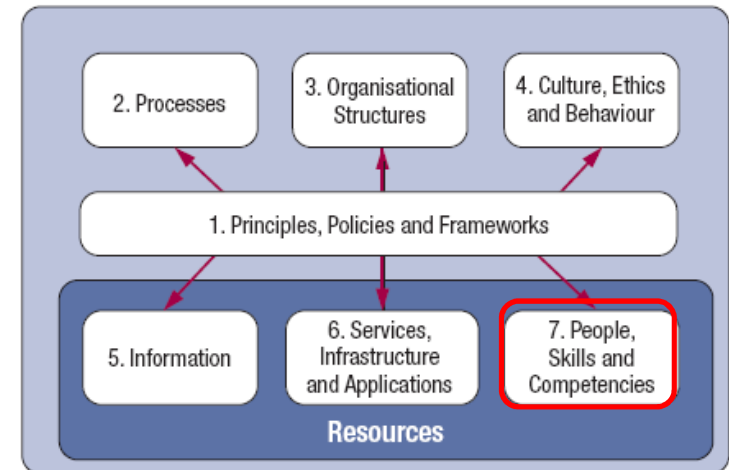 2. Processes
3. Organisational
Structures
4. Culture, Ethics
and Behaviour
1. Principles, Policies and Frameworks
5. Information
6. Services,
Infrastructure
and Applications
7. People,
Skills and
Competencies
Resources